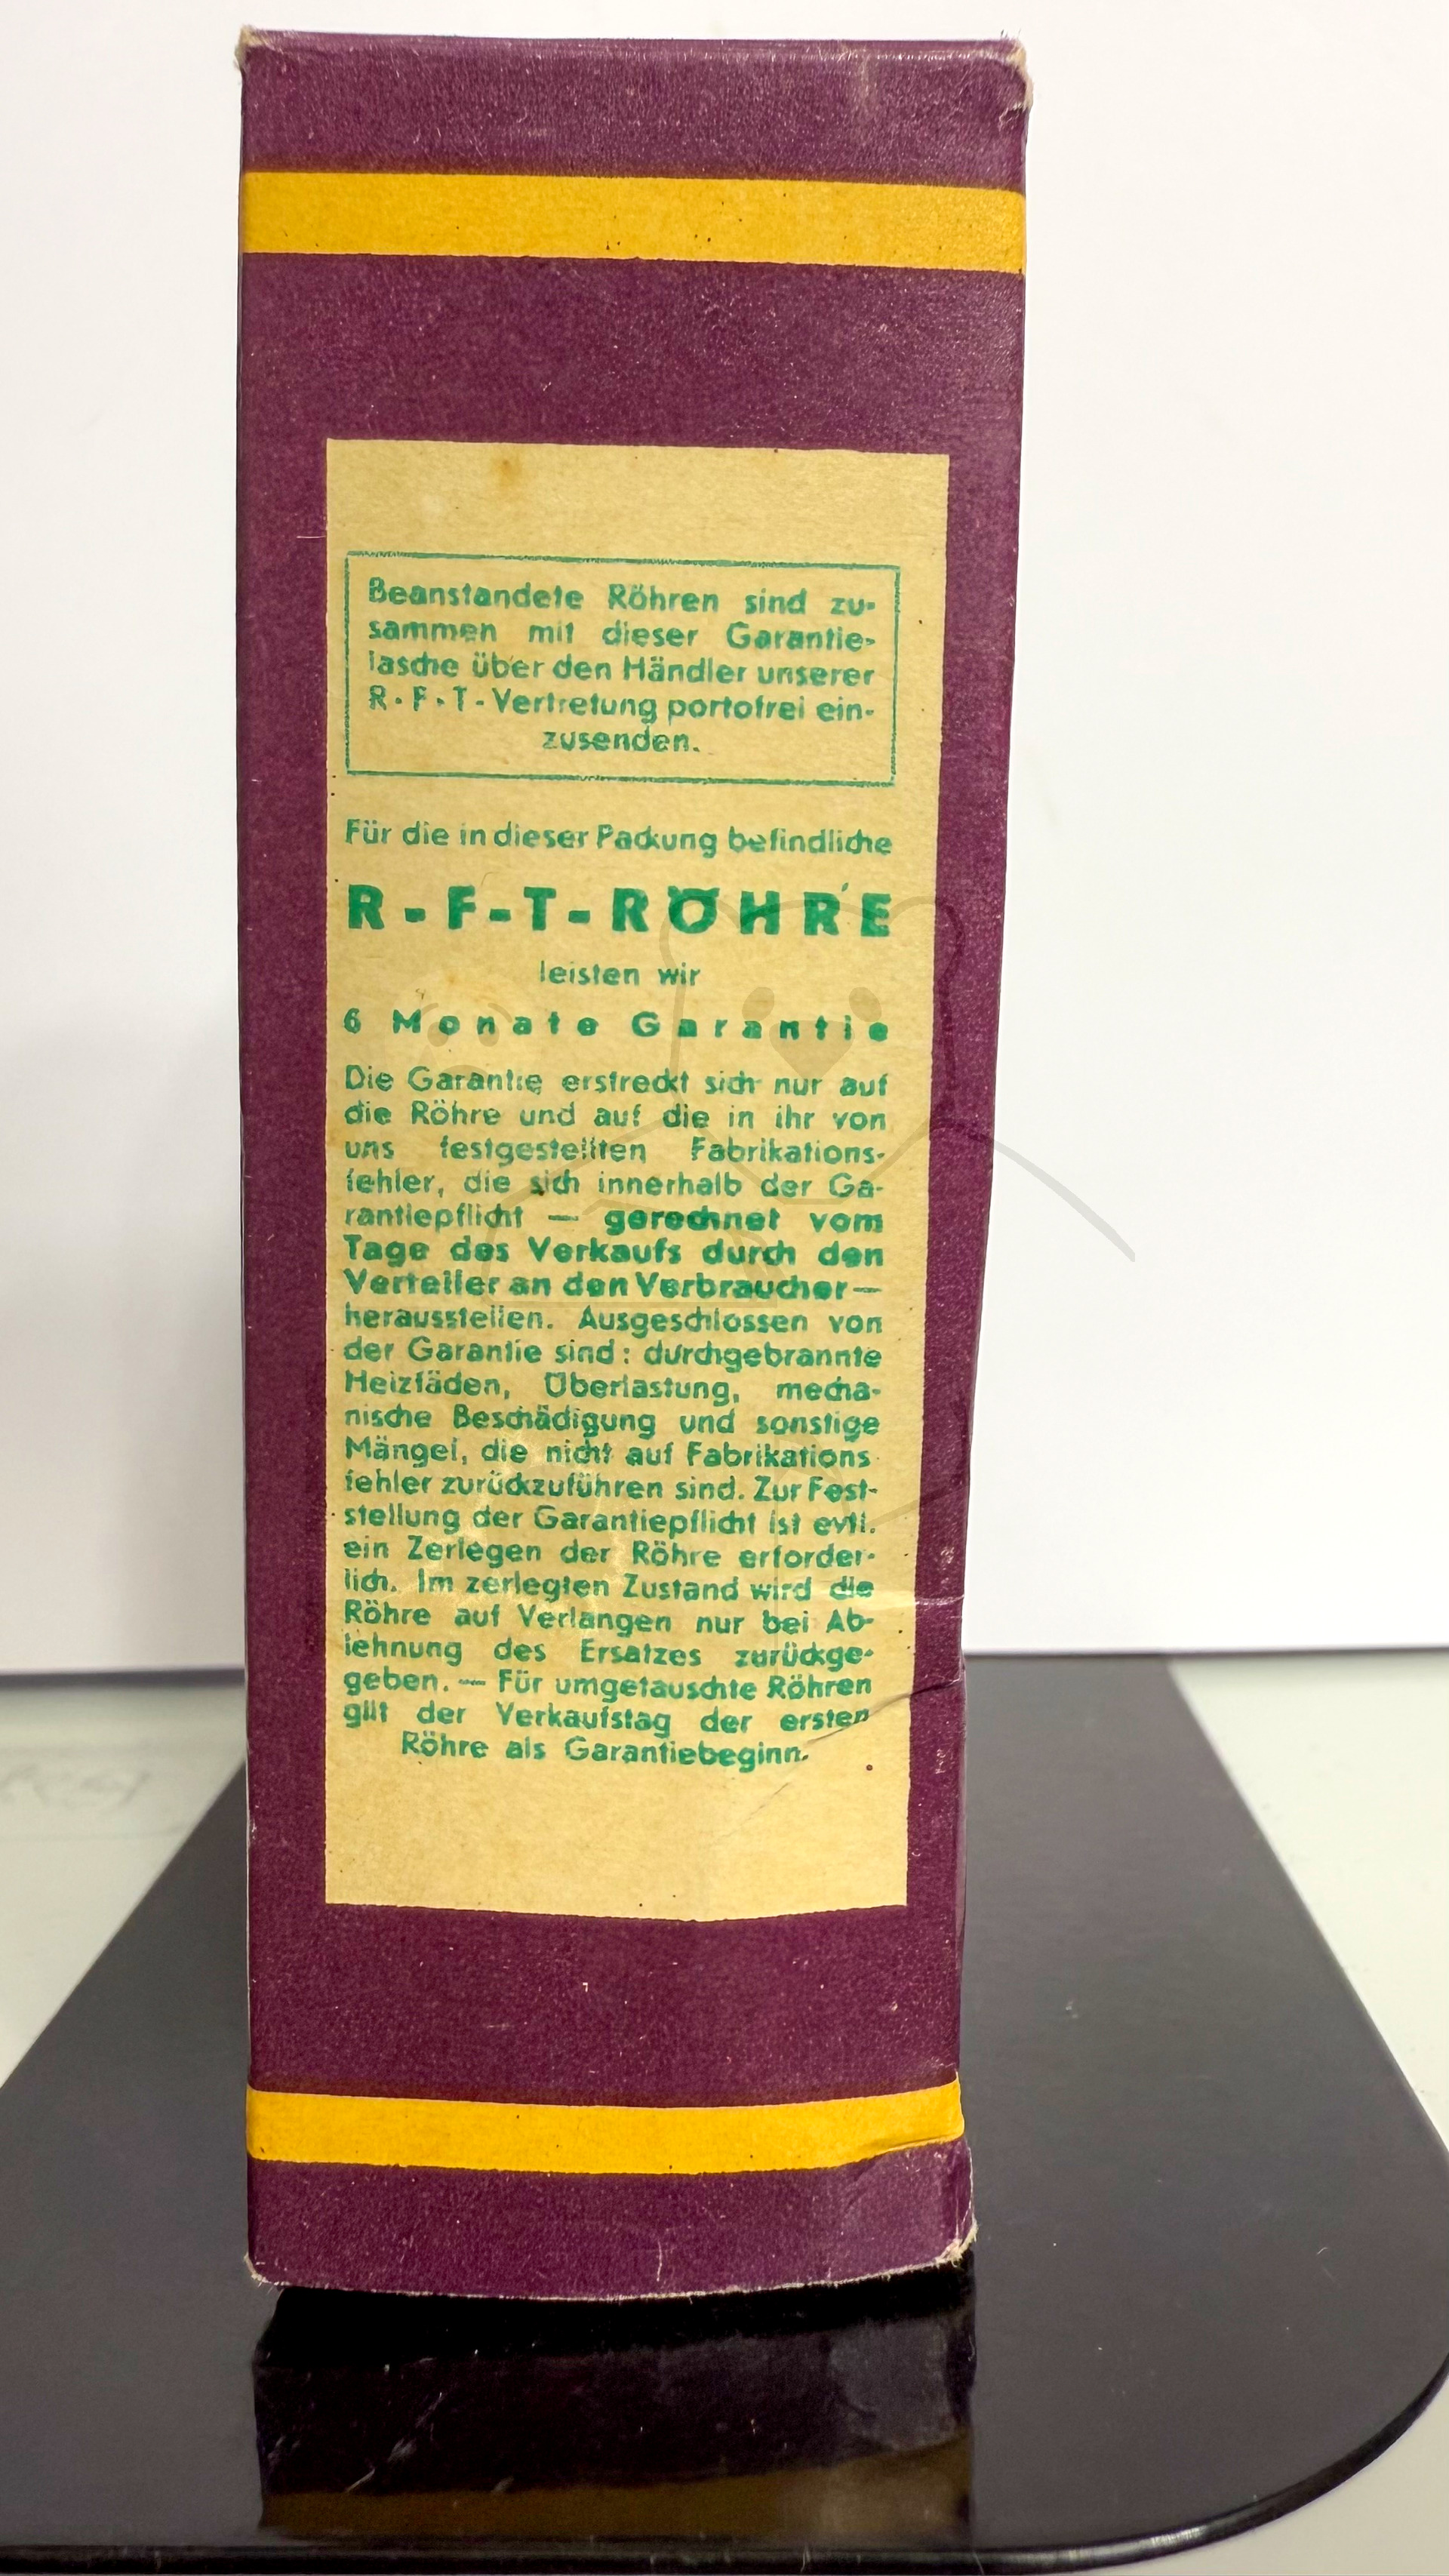 Beanstandete Röhren sind zu-
sammen mit dieser Garantie-
lasche über den Händler unserer
R-F-T-Vertretung portofrei ein-
zusenden.
Für die in dieser Packung befindliche
R-F-T-RÖHRE
leisten wir
6 Monate Garantie
Die Garantie erstreckt sich nur auf
die Röhre und auf die in ihr von
uns festgestellten Fabrikations-
fehler, die sich innerhalb der Ga-
rantiepflicht — gerechnet vom
Tage des Verkaufs durch den
Verteiler an den Verbraucher —
herausstellen. Ausgeschlossen von
der Garantie sind: durchgebrannte
Heizfäden, Überlastung, mecha-
nische Beschädigung und sonstige
Mängel, die nicht auf Fabrikations
fehler zurückzuführen sind. Zur Fest-
stellung der Garantiepflicht ist evtl.
ein Zerlegen der Röhre erforder-
lich. Im zerlegten Zustand wird die
Röhre auf Verlangen nur bei Ab-
lehnung des Ersatzes zurückge-
geben. — Für umgetauschte Röhren
gilt der Verkaufstag der ersten
Röhre als Garantiebeginn.